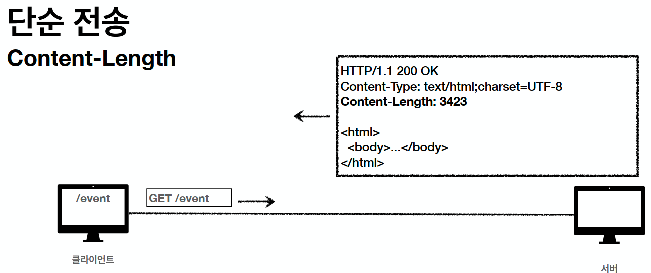 단순 전송
Content-Length
HTTP/1.1 200 OK
Content-Type: text/html;charset=UTF-8
Content-Length: 3423
<html>
<body>...</body>
</html>
/event
GET /event
클라이언트
서버